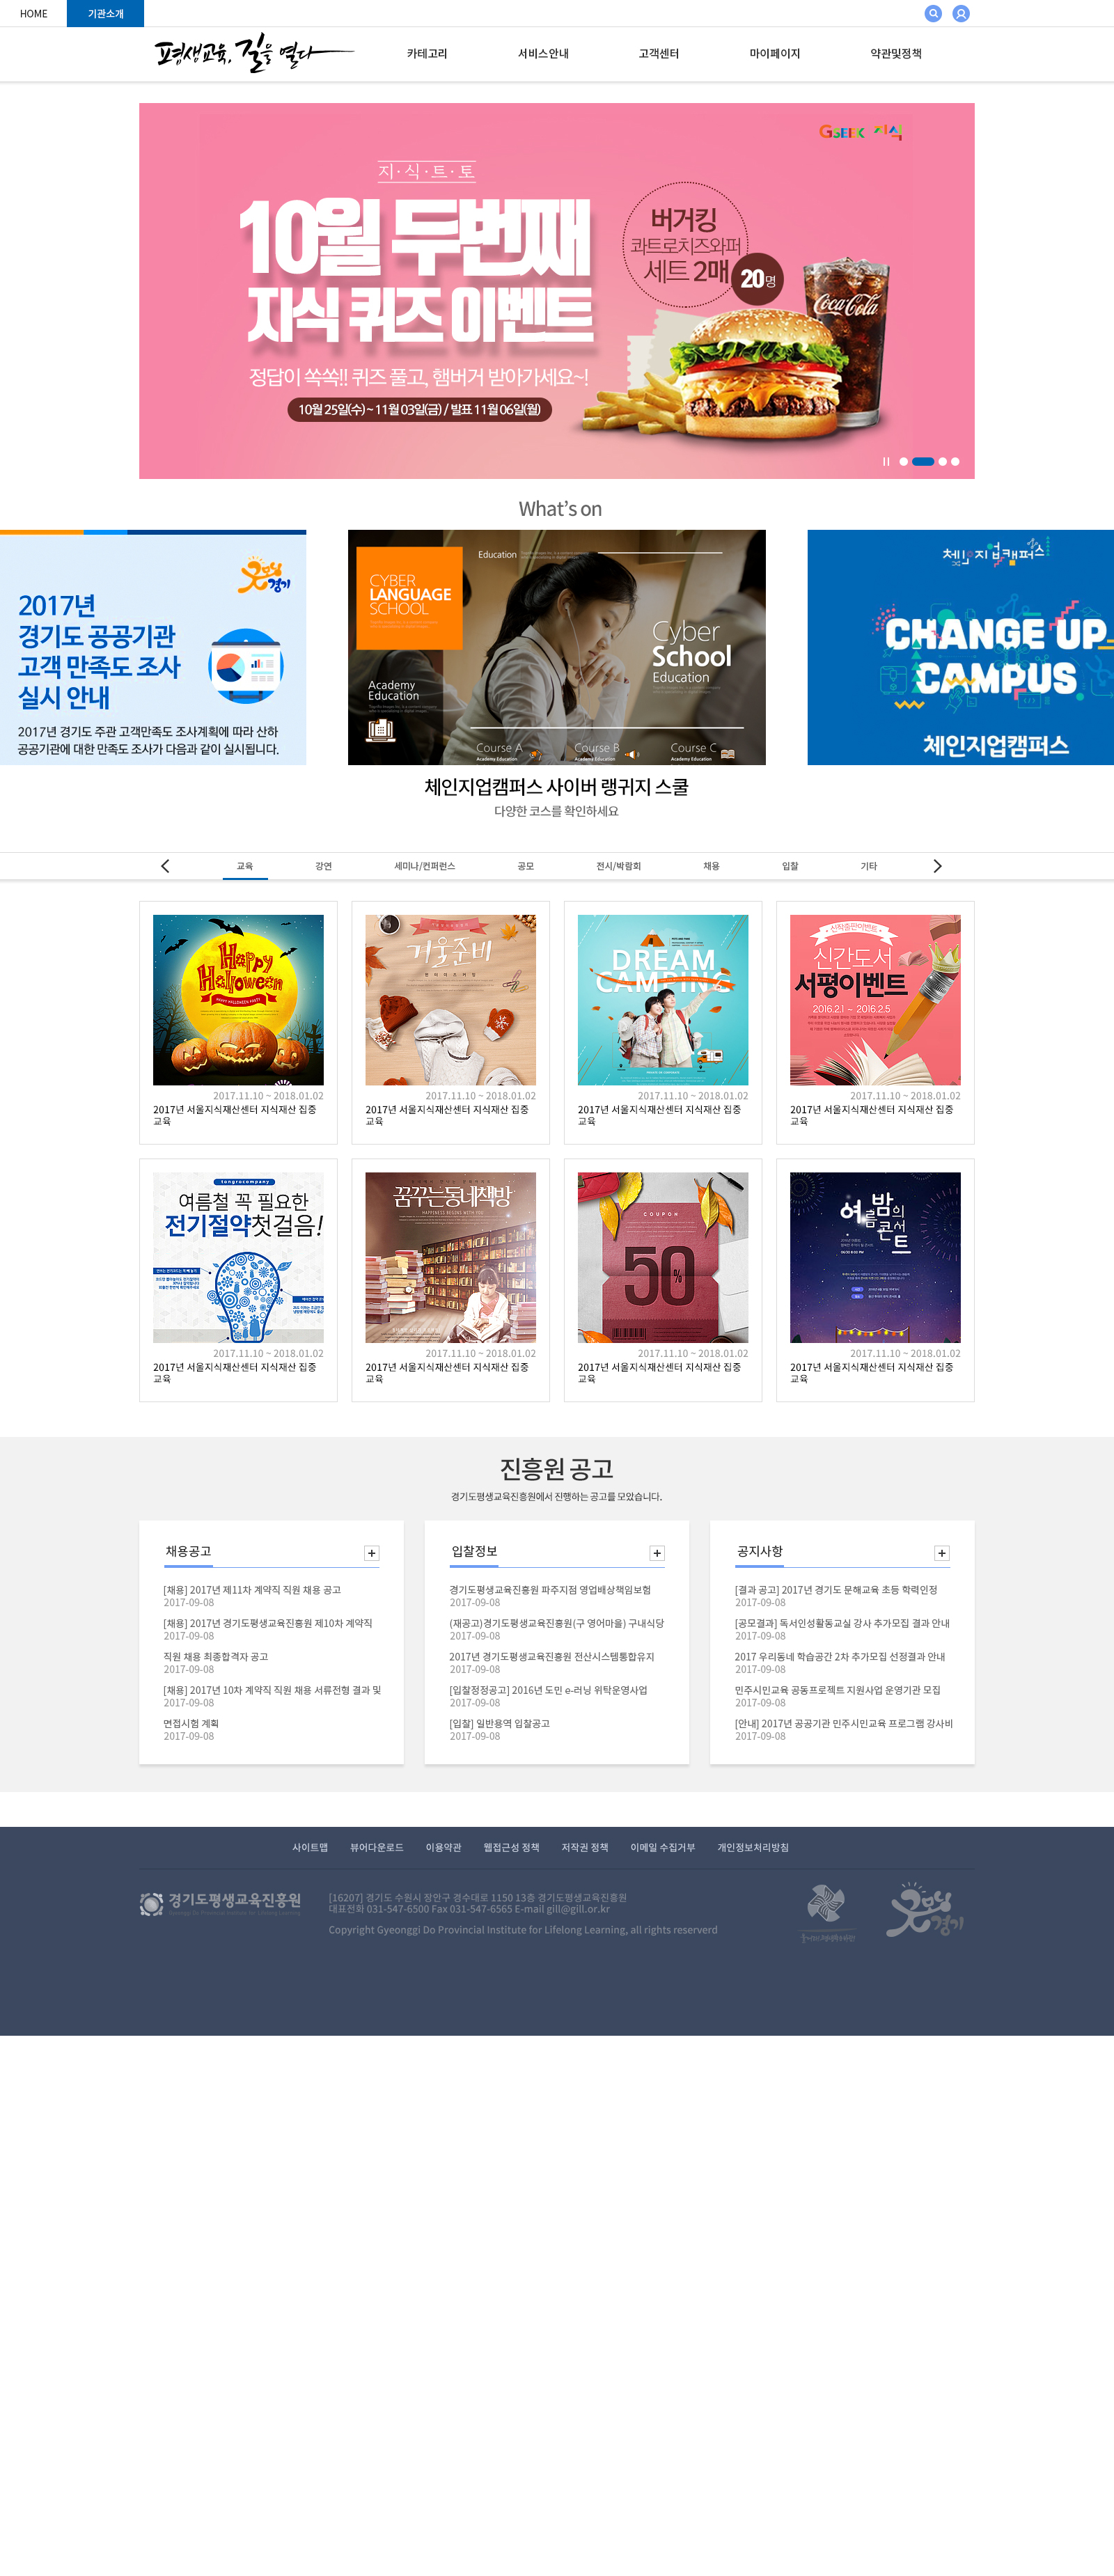 HOME
기관소개
평생교육, 길을 열다
카테고리
서비스안내
고객센터
마이페이지
약관및정책
GSEEK 지식
지·식·트·토
10월 두번째
지식 퀴즈 이벤트
버거킹
콰트로치즈와퍼
세트 2매
20명
Coca-Cola
정답이 쏙쏙!! 퀴즈 풀고, 햄버거 받아가세요~!
10월 25일(수) ~ 11월 03일(금) / 발표 11월 06일(월)
What's on
굿모닝 경기
2017년
경기도 공공기관
고객 만족도 조사
실시 안내
2017년 경기도 주관 고객만족도 조사계획에 따라 산하
공공기관에 대한 만족도 조사가 다음과 같이 실시됩니다.
Education
CYBER
LANGUAGE
SCHOOL
Cyber
School
Education
Academy
Education
Course A
Academy Education
Course B
Academy Education
Course C
Academy Education
체인지업캠퍼스
CHANGE UP
CAMPUS
체인지업캠퍼스
체인지업캠퍼스 사이버 랭귀지 스쿨
다양한 코스를 확인하세요
교육
강연
세미나/컨퍼런스
공모
전시/박람회
채용
입찰
기타
Happy
Halloween
HAPPY HALLOWEEN PARTY
2017.11.10 ~ 2018.01.02
2017년 서울지식재산센터 지식재산 집중
교육
겨울준비
2017.11.10 ~ 2018.01.02
2017년 서울지식재산센터 지식재산 집중
교육
DREAM
CAMPING
2017.11.10 ~ 2018.01.02
2017년 서울지식재산센터 지식재산 집중
교육
신작출판이벤트
신간도서
서평이벤트
2016.2.1 ~ 2016.2.5
2017.11.10 ~ 2018.01.02
2017년 서울지식재산센터 지식재산 집중
교육
tongrocompany
여름철 꼭 필요한
전기절약첫걸음!
2017.11.10 ~ 2018.01.02
2017년 서울지식재산센터 지식재산 집중
교육
꿈꾸는동네책방
HAPPINESS BEGINS WITH YOU
2017.11.10 ~ 2018.01.02
2017년 서울지식재산센터 지식재산 집중
교육
COUPON
50%
2017.11.10 ~ 2018.01.02
2017년 서울지식재산센터 지식재산 집중
교육
여름밤의
콘서트
2017.11.10 ~ 2018.01.02
2017년 서울지식재산센터 지식재산 집중
교육
진흥원 공고
경기도평생교육진흥원에서 진행하는 공고를 모았습니다.
채용공고
[채용] 2017년 제11차 계약직 직원 채용 공고
2017-09-08
[채용] 2017년 경기도평생교육진흥원 제10차 계약직
2017-09-08
직원 채용 최종합격자 공고
2017-09-08
[채용] 2017년 10차 계약직 직원 채용 서류전형 결과 및
2017-09-08
면접시험 계획
2017-09-08
입찰정보
경기도평생교육진흥원 파주지점 영업배상책임보험
2017-09-08
(재공고)경기도평생교육진흥원(구 영어마을) 구내식당
2017-09-08
2017년 경기도평생교육진흥원 전산시스템통합유지
2017-09-08
[입찰정정공고] 2016년 도민 e-러닝 위탁운영사업
2017-09-08
[입찰] 일반용역 입찰공고
2017-09-08
공지사항
[결과 공고] 2017년 경기도 문해교육 초등 학력인정
2017-09-08
[공모결과] 독서인성활동교실 강사 추가모집 결과 안내
2017-09-08
2017 우리동네 학습공간 2차 추가모집 선정결과 안내
2017-09-08
민주시민교육 공동프로젝트 지원사업 운영기관 모집
2017-09-08
[안내] 2017년 공공기관 민주시민교육 프로그램 강사비
2017-09-08
사이트맵
뷰어다운로드
이용약관
웹접근성 정책
저작권 정책
이메일 수집거부
개인정보처리방침
경기도평생교육진흥원
[16207] 경기도 수원시 장안구 경수대로 1150 13층 경기도평생교육진흥원
대표전화 031-547-6500 Fax 031-547-6565 E-mail gill@gill.or.kr
Copyright Gyeonggi Do Provincial Institute for Lifelong Learning, all rights reserverd
굿모닝 경기